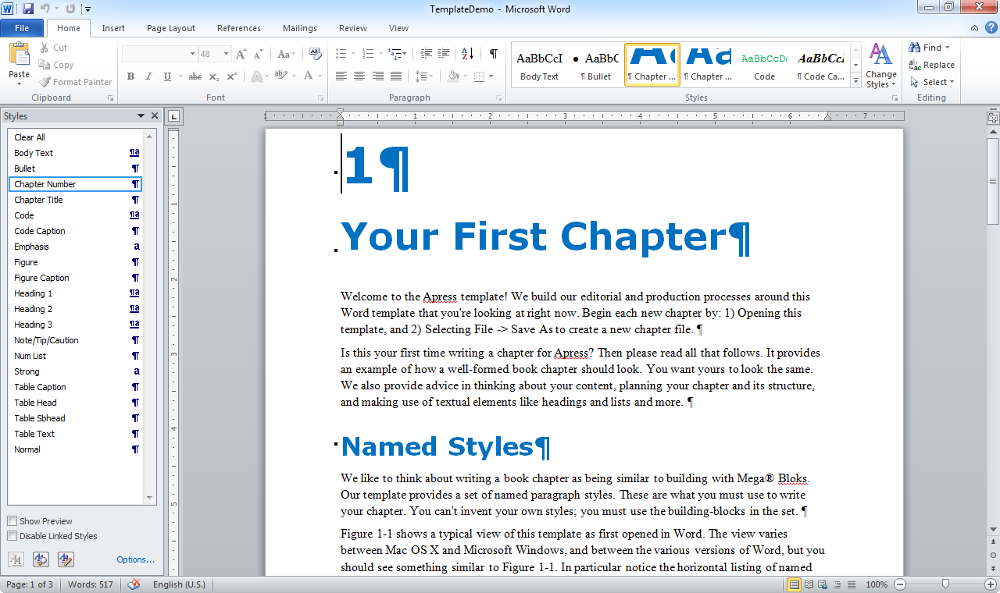 TemplateDemo - Microsoft Word
File Home Insert Page Layout References Mailings Review View
Paste
Cut
Copy
Format Painter
Clipboard
48
Font
Paragraph
AaBbCcI • AaBbC AaBbCcDc AaBbCc
Body Text ¶ Bullet ¶ Chapter ... ¶ Chapter ... Code ¶ Code Ca...
Change Styles
Styles
Find
Replace
Select
Editing
Styles
Clear All
Body Text ¶a
Bullet ¶
Chapter Number ¶
Chapter Title ¶
Code ¶a
Code Caption ¶
Emphasis a
Figure ¶
Figure Caption ¶
Heading 1 ¶a
Heading 2 ¶a
Heading 3 ¶a
Note/Tip/Caution ¶
Num List ¶
Strong a
Table Caption ¶
Table Head ¶
Table Sbhead ¶
Table Text ¶
Normal ¶
Show Preview
Disable Linked Styles
Options...
1 1 2 3 4 5 6 7
1
2
3
4
5
1¶
Your First Chapter¶
Welcome to the Apress template! We build our editorial and production processes around this
Word template that you're looking at right now. Begin each new chapter by: 1) Opening this
template, and 2) Selecting File -> Save As to create a new chapter file. ¶
Is this your first time writing a chapter for Apress? Then please read all that follows. It provides
an example of how a well-formed book chapter should look. You want yours to look the same.
We also provide advice in thinking about your content, planning your chapter and its structure,
and making use of textual elements like headings and lists and more. ¶
Named Styles¶
We like to think about writing a book chapter as being similar to building with Mega® Bloks.
Our template provides a set of named paragraph styles. These are what you must use to write
your chapter. You can't invent your own styles; you must use the building-blocks in the set. ¶
Figure 1-1 shows a typical view of this template as first opened in Word. The view varies
between Mac OS X and Microsoft Windows, and between the various versions of Word, but you
should see something similar to Figure 1-1. In particular notice the horizontal listing of named
Page: 1 of 3 Words: 517 English (U.S.) 100%